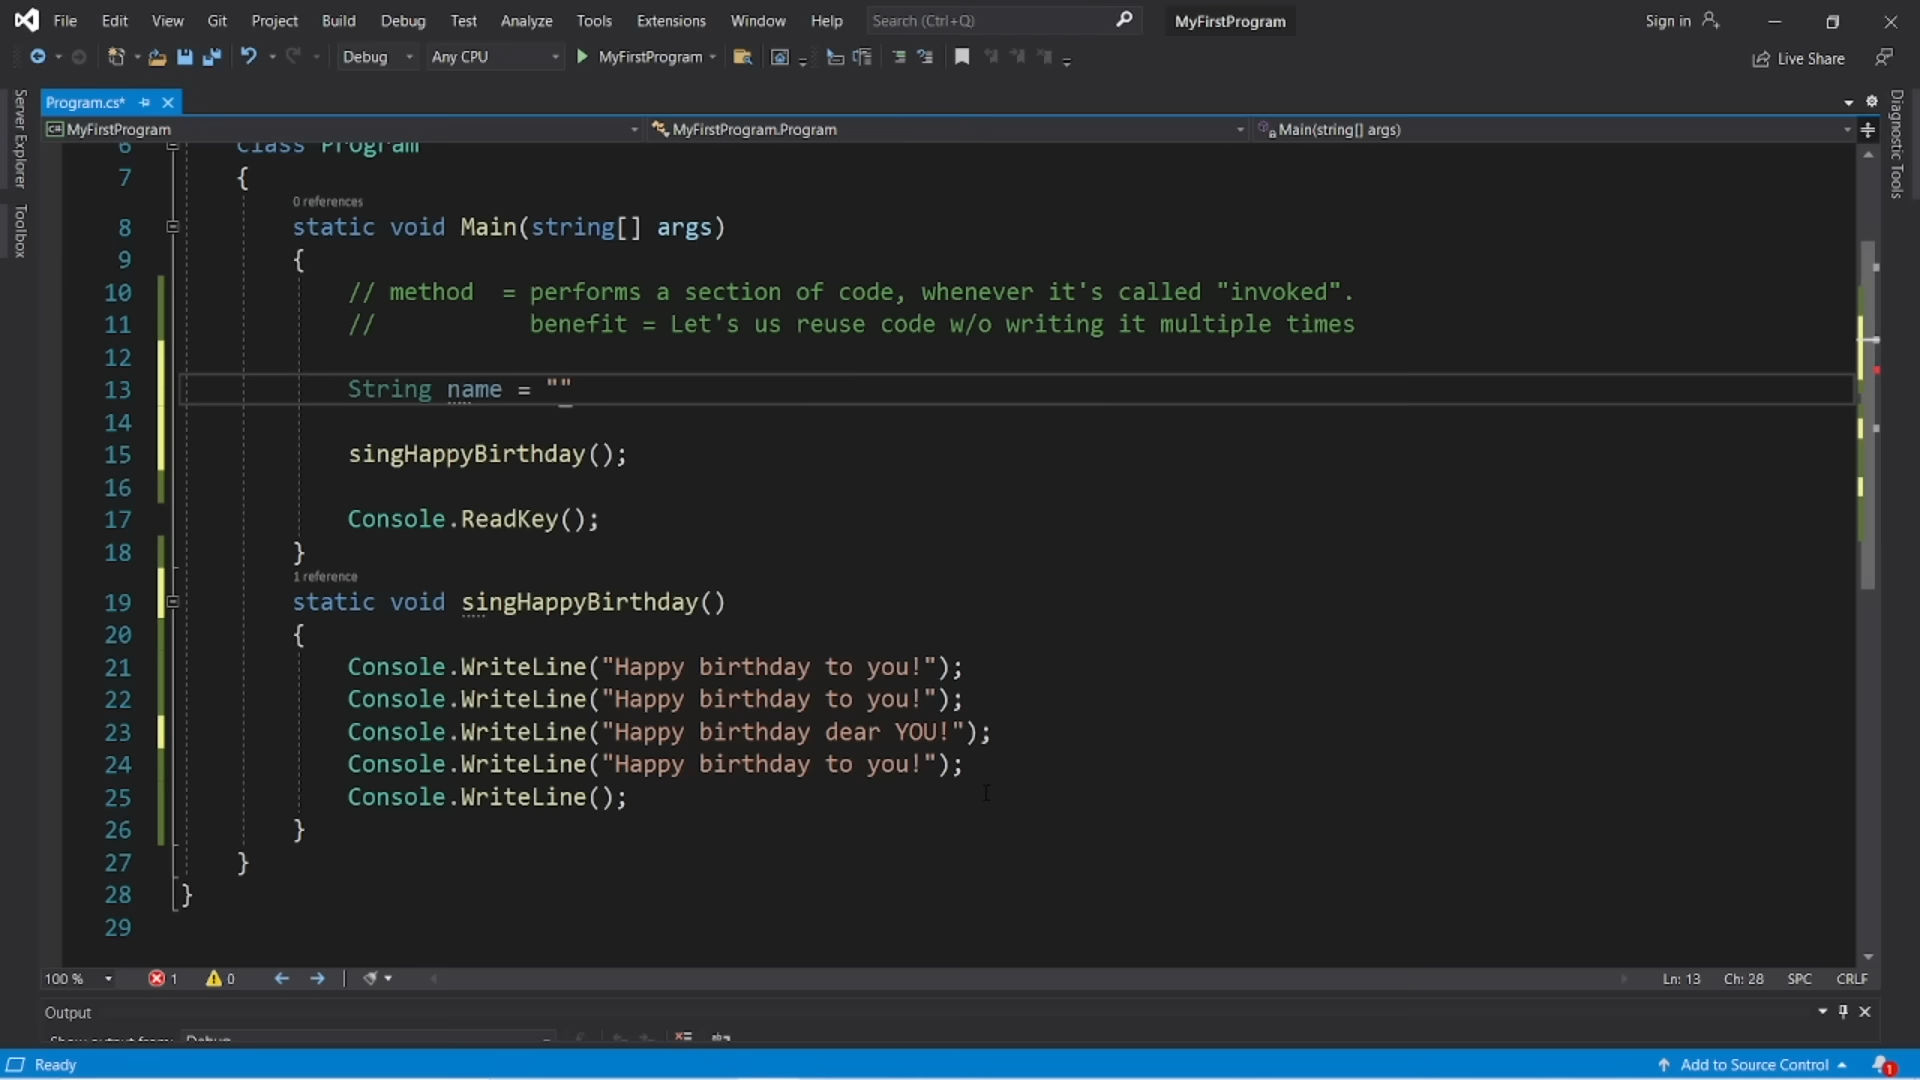 File Edit View Git Project Build Debug Test Analyze Tools Extensions Window Help Search (Ctrl+Q) MyFirstProgram Sign in
Debug Any CPU MyFirstProgram Live Share
Server Explorer
Toolbox
Diagnostic Tools
Program.cs*
C# MyFirstProgram MyFirstProgram.Program Main(string[] args)
6 class Program
7 {
0 references
8 static void Main(string[] args)
9 {
10 // method = performs a section of code, whenever it's called "invoked".
11 // benefit = Let's us reuse code w/o writing it multiple times
12
13 String name = ""
14
15 singHappyBirthday();
16
17 Console.ReadKey();
18 }
1 reference
19 static void singHappyBirthday()
20 {
21 Console.WriteLine("Happy birthday to you!");
22 Console.WriteLine("Happy birthday to you!");
23 Console.WriteLine("Happy birthday dear YOU!");
24 Console.WriteLine("Happy birthday to you!");
25 Console.WriteLine();
26 }
27 }
28 }
29
100 % 1 0 Ln: 13 Ch: 28 SPC CRLF
Output
Show output from: Debug
Ready Add to Source Control 1